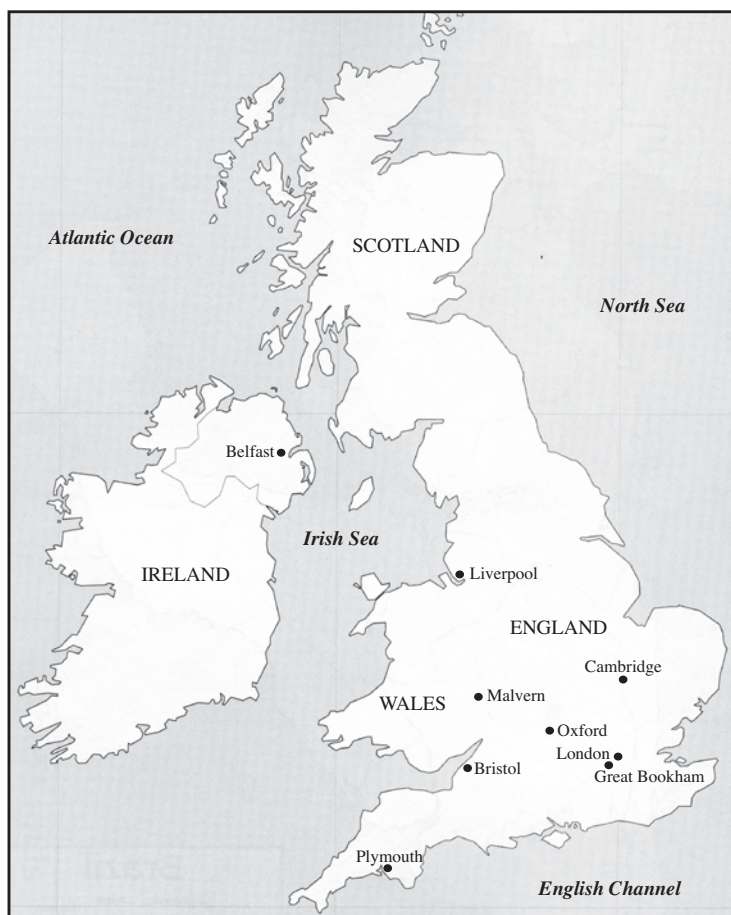 Atlantic Ocean
SCOTLAND
North Sea
Belfast
Irish Sea
IRELAND
Liverpool
ENGLAND
Cambridge
WALES
Malvern
Oxford
London
Bristol
Great Bookham
Plymouth
English Channel